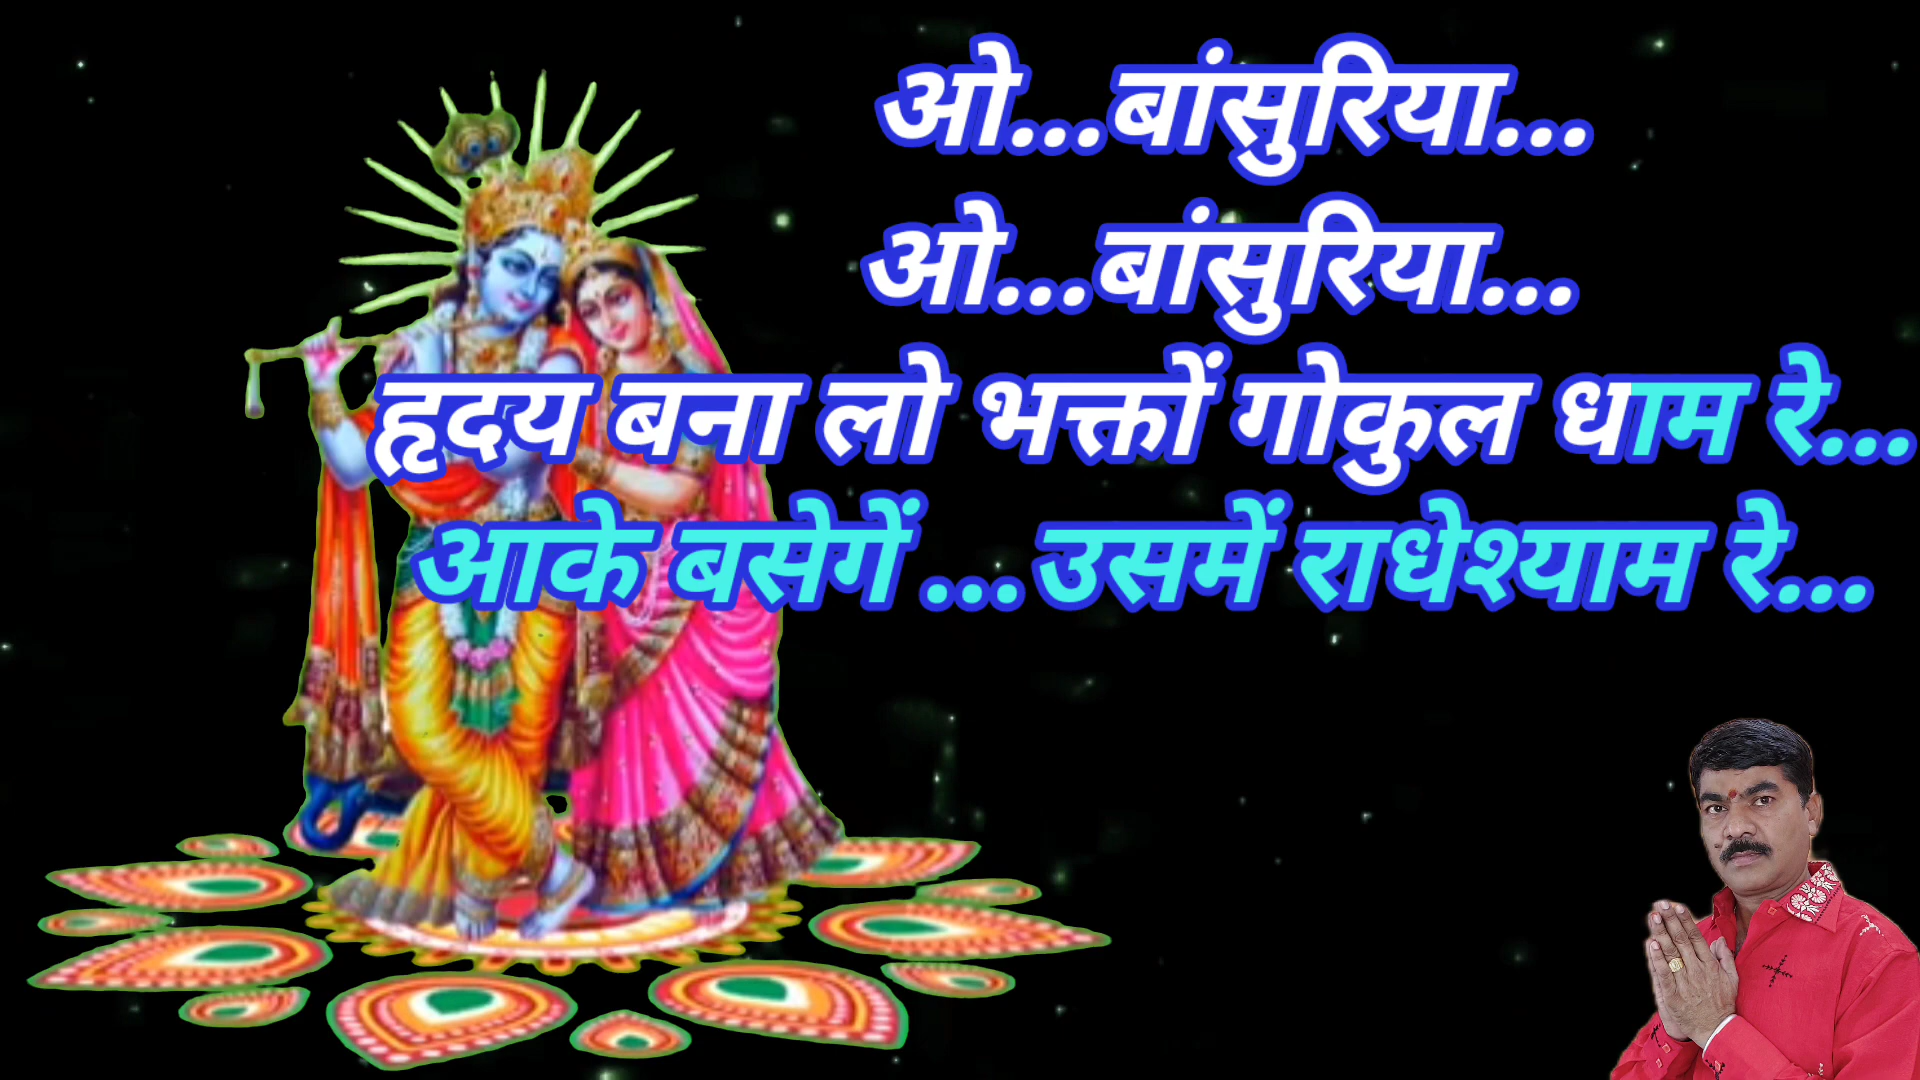 ओ...बांसुरिया...
ओ...बांसुरिया...
हृदय बना लो भक्तों गोकुल धाम रे...
आके बसेगें ...उसमें राधेश्याम रे...